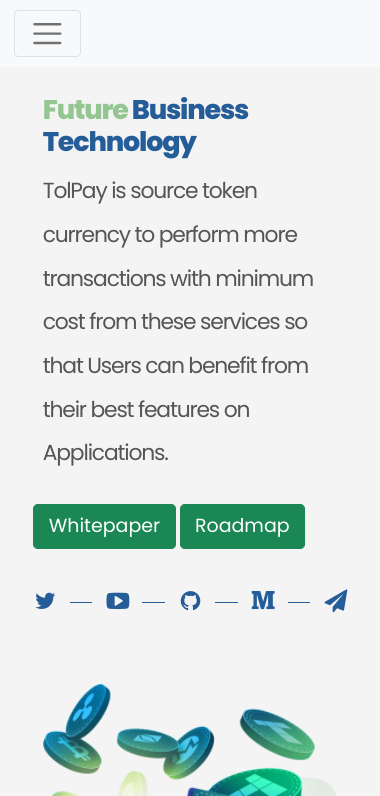 Future Business
Technology
TolPay is source token
currency to perform more
transactions with minimum
cost from these services so
that Users can benefit from
their best features on
Applications.
Whitepaper Roadmap